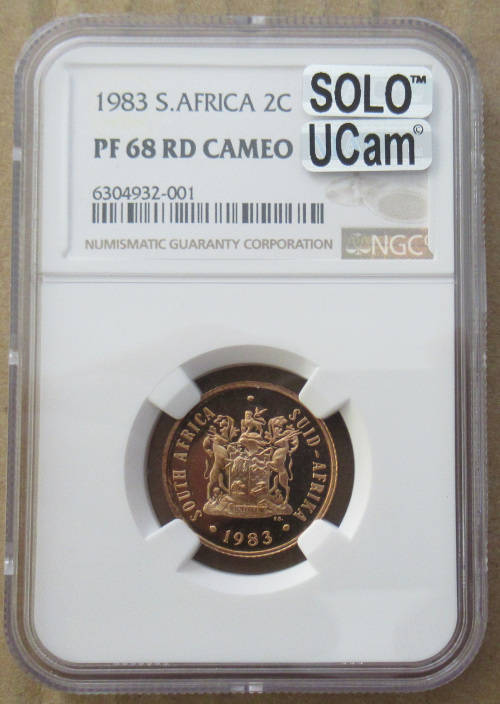 1983 S.AFRICA 2C
SOLO™
PF 68 RD CAMEO
UCam©
6304932-001
NUMISMATIC GUARANTY CORPORATION
NGC
SOUTH AFRICA
SUID-AFRIKA
1983